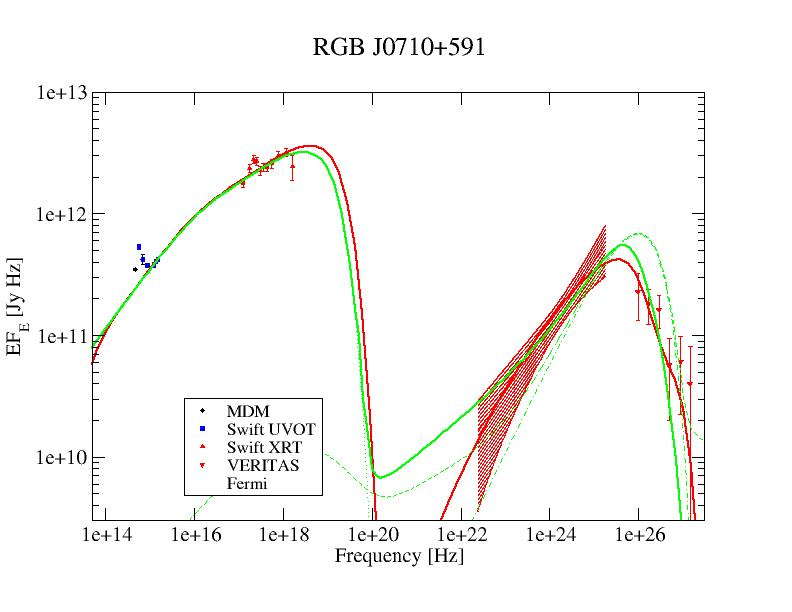 RGB J0710+591
1e+13
1e+12
1e+11
1e+10
EF_E [Jy Hz]
MDM
Swift UVOT
Swift XRT
VERITAS
Fermi
1e+14 1e+16 1e+18 1e+20 1e+22 1e+24 1e+26
Frequency [Hz]